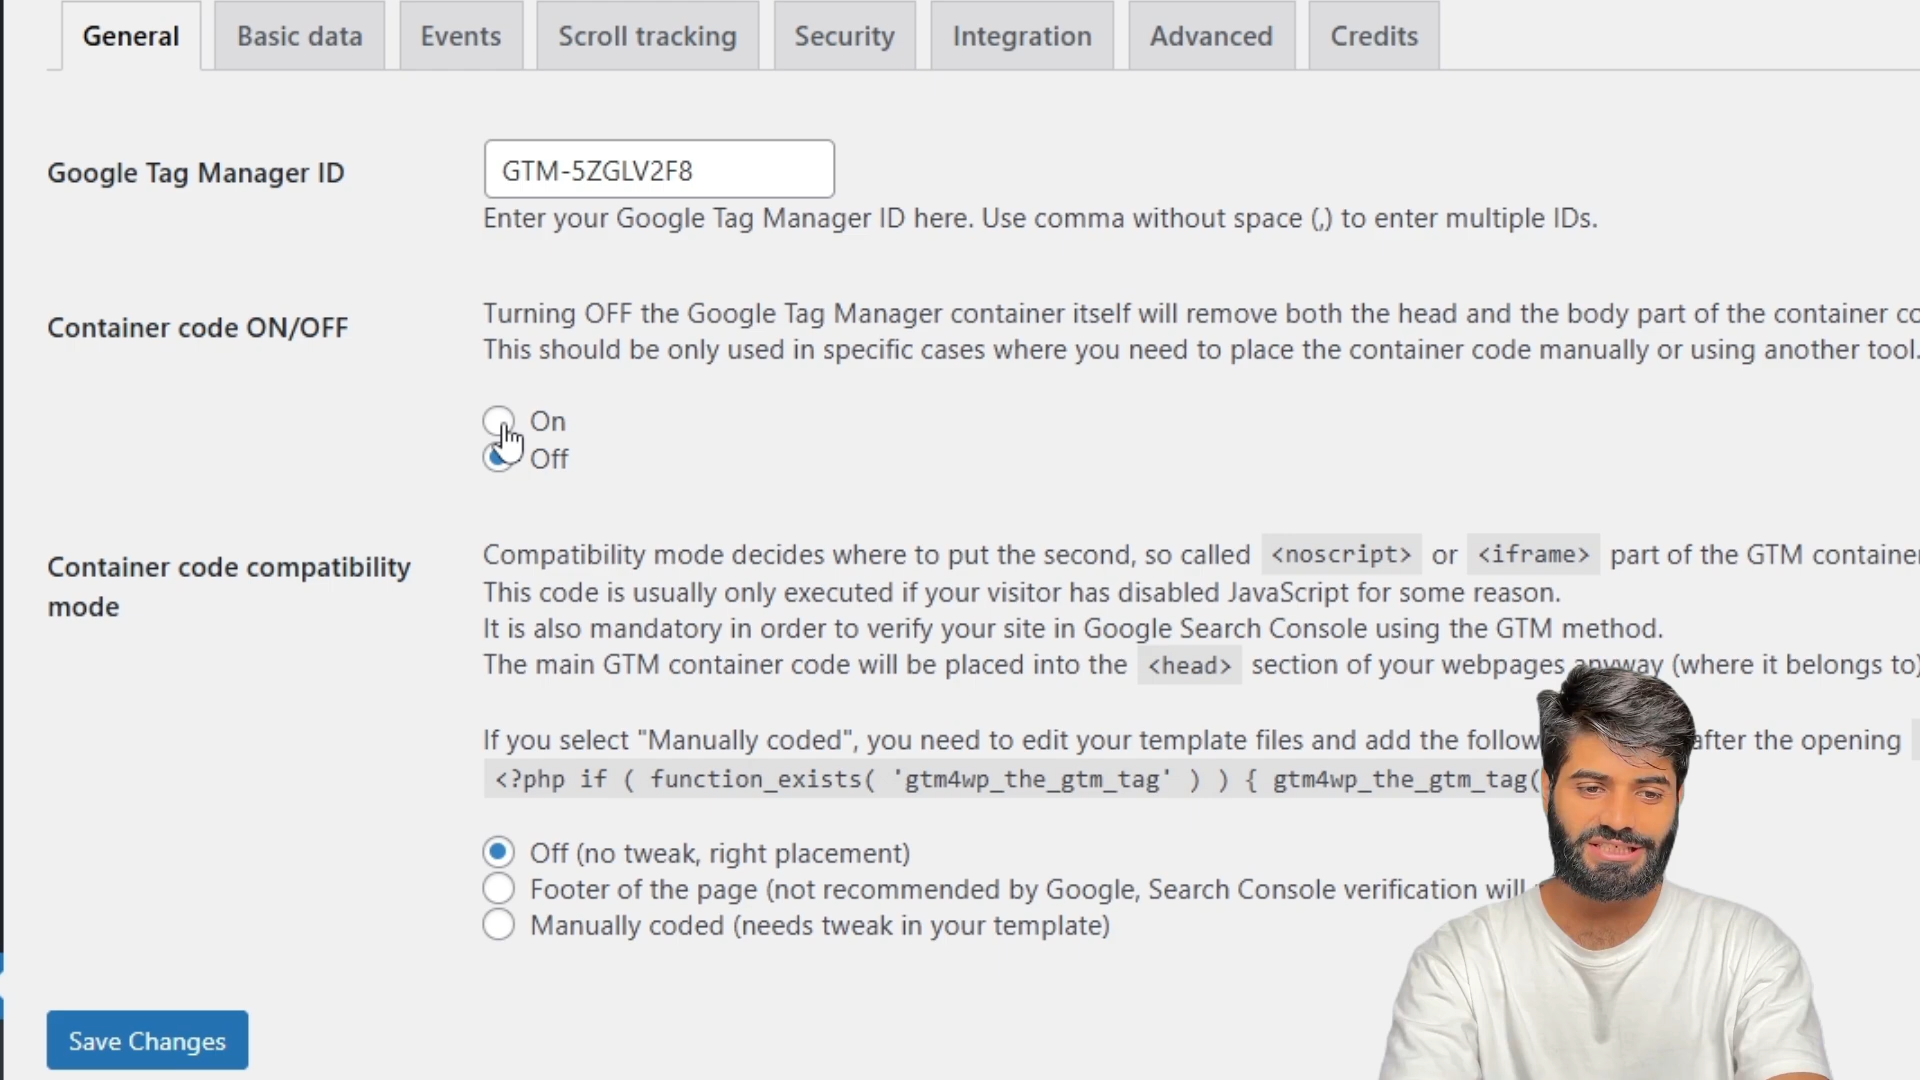 General
Basic data
Events
Scroll tracking
Security
Integration
Advanced
Credits
Google Tag Manager ID
GTM-5ZGLV2F8
Enter your Google Tag Manager ID here. Use comma without space (,) to enter multiple IDs.
Container code ON/OFF
Turning OFF the Google Tag Manager container itself will remove both the head and the body part of the container co
This should be only used in specific cases where you need to place the container code manually or using another tool.
On
Off
Container code compatibility
mode
Compatibility mode decides where to put the second, so called <noscript> or <iframe> part of the GTM container
This code is usually only executed if your visitor has disabled JavaScript for some reason.
It is also mandatory in order to verify your site in Google Search Console using the GTM method.
The main GTM container code will be placed into the <head> section of your webpages anyway (where it belongs to)
If you select "Manually coded", you need to edit your template files and add the follow after the opening
<?php if ( function_exists( 'gtm4wp_the_gtm_tag' ) ) { gtm4wp_the_gtm_tag(
Off (no tweak, right placement)
Footer of the page (not recommended by Google, Search Console verification will
Manually coded (needs tweak in your template)
Save Changes